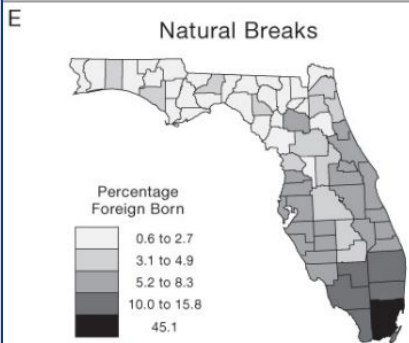 E
Natural Breaks
Percentage
Foreign Born
0.6 to 2.7
3.1 to 4.9
5.2 to 8.3
10.0 to 15.8
45.1